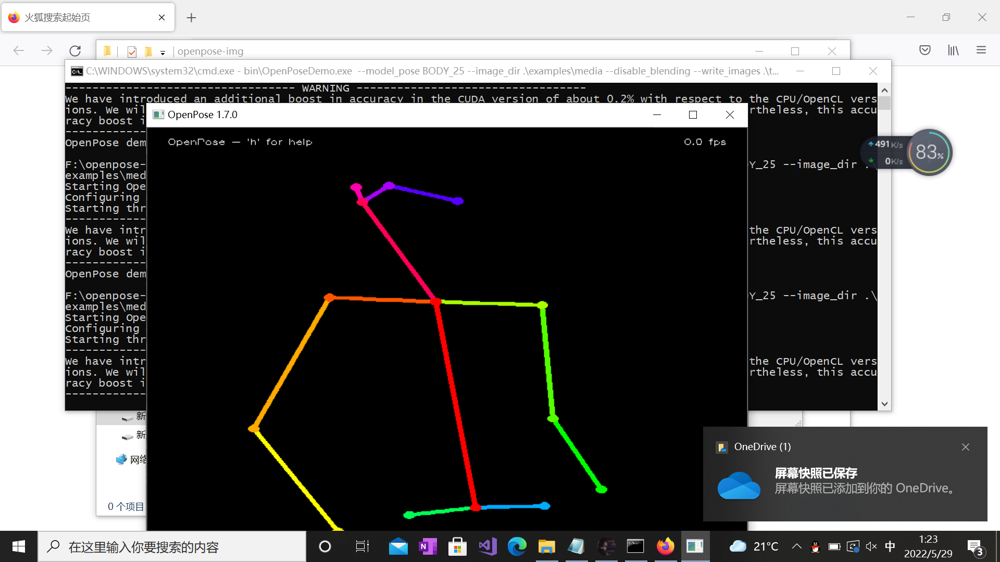 火狐搜索起始页
openpose-img
C:\WINDOWS\system32\cmd.exe - bin\OpenPoseDemo.exe  --model_pose BODY_25 --image_dir .\examples\media --disable_blending --write_images .\t...
---------------------------------- WARNING ----------------------------------
We have introduced an additional boost in accuracy in the CUDA version of about 0.2% with respect to the CPU/OpenCL vers
ions. We wil rtheless, this accu
racy boost i
------------
OpenPose dem
F:\openpose- Y_25 --image_dir .
examples\med
Starting Ope
Configuring
Starting thr
------------
We have intr the CPU/OpenCL vers
ions. We wil rtheless, this accu
racy boost i
------------
OpenPose dem
F:\openpose- Y_25 --image_dir .\
examples\med
Starting Ope
Configuring
Starting thr
------------
We have intr the CPU/OpenCL vers
ions. We wil rtheless, this accu
racy boost i
------------
OpenPose 1.7.0
OpenPose - 'h' for help
0.0 fps
491 K/s
0 K/s
83%
新
新
网络
0 个项目
OneDrive (1)
屏幕快照已保存
屏幕快照已添加到你的 OneDrive。
在这里输入你要搜索的内容
21°C
中
1:23
2022/5/29
3